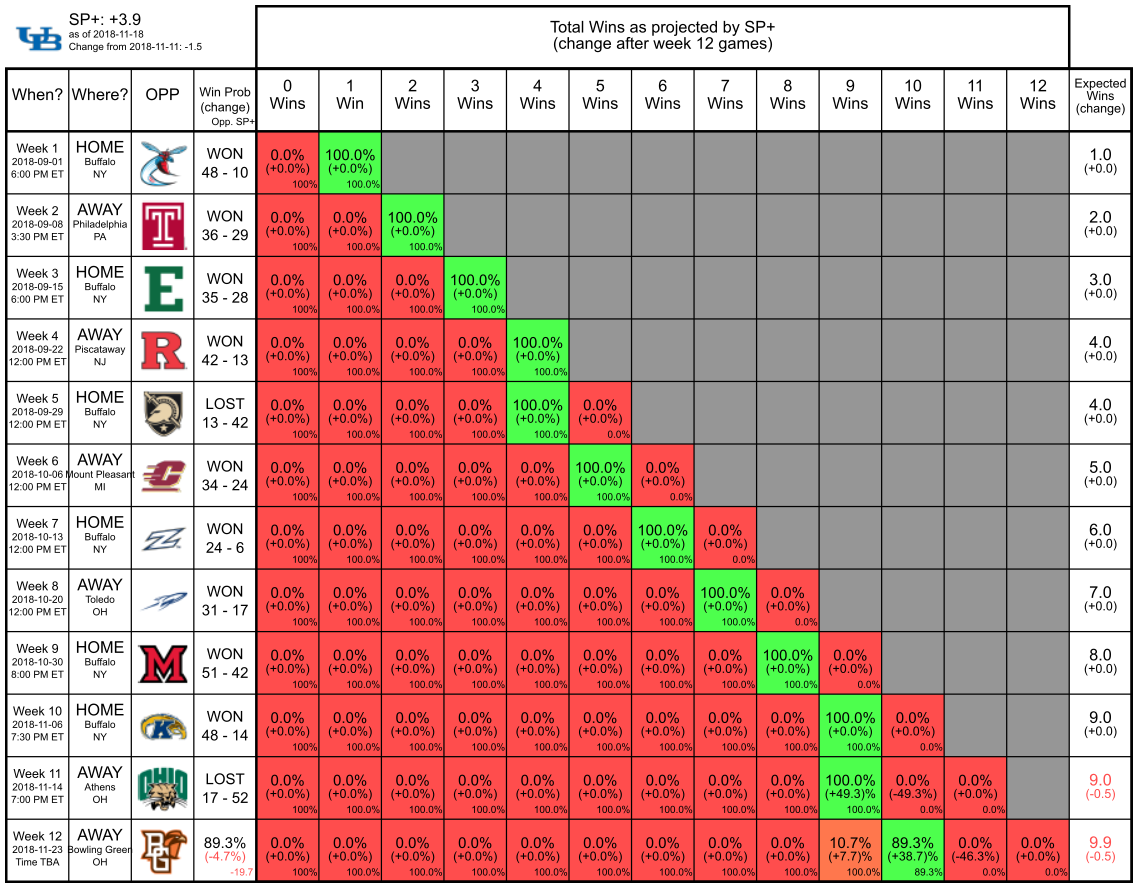 UB
SP+: +3.9
as of 2018-11-18
Change from 2018-11-11: -1.5
Total Wins as projected by SP+
(change after week 12 games)
When? Where? OPP Win Prob (change) Opp. SP+ 0 Wins 1 Win 2 Wins 3 Wins 4 Wins 5 Wins 6 Wins 7 Wins 8 Wins 9 Wins 10 Wins 11 Wins 12 Wins Expected Wins (change)
Week 1 HOME WON 0.0% 100.0% 1.0
2018-09-01 Buffalo (+0.0%) (+0.0%) (+0.0)
6:00 PM ET NY 48 - 10 100% 100.0%
Week 2 AWAY T WON 0.0% 0.0% 100.0% 2.0
2018-09-08 Philadelphia (+0.0%) (+0.0%) (+0.0%) (+0.0)
3:30 PM ET PA 36 - 29 100% 100.0% 100.0%
Week 3 HOME E WON 0.0% 0.0% 0.0% 100.0% 3.0
2018-09-15 Buffalo (+0.0%) (+0.0%) (+0.0%) (+0.0%) (+0.0)
6:00 PM ET NY 35 - 28 100% 100.0% 100.0% 100.0%
Week 4 AWAY R WON 0.0% 0.0% 0.0% 0.0% 100.0% 4.0
2018-09-22 Piscataway (+0.0%) (+0.0%) (+0.0%) (+0.0%) (+0.0%) (+0.0)
12:00 PM ET NJ 42 - 13 100% 100.0% 100.0% 100.0% 100.0%
Week 5 HOME LOST 0.0% 0.0% 0.0% 0.0% 100.0% 0.0% 4.0
2018-09-29 Buffalo (+0.0%) (+0.0%) (+0.0%) (+0.0%) (+0.0%) (+0.0%) (+0.0)
12:00 PM ET NY 13 - 42 100% 100.0% 100.0% 100.0% 100.0% 0.0%
Week 6 AWAY C WON 0.0% 0.0% 0.0% 0.0% 0.0% 100.0% 0.0% 5.0
2018-10-06 Mount Pleasant (+0.0%) (+0.0%) (+0.0%) (+0.0%) (+0.0%) (+0.0%) (+0.0%) (+0.0)
12:00 PM ET MI 34 - 24 100% 100.0% 100.0% 100.0% 100.0% 100.0% 0.0%
Week 7 HOME Z WON 0.0% 0.0% 0.0% 0.0% 0.0% 0.0% 100.0% 0.0% 6.0
2018-10-13 Buffalo (+0.0%) (+0.0%) (+0.0%) (+0.0%) (+0.0%) (+0.0%) (+0.0%) (+0.0%) (+0.0)
12:00 PM ET NY 24 - 6 100% 100.0% 100.0% 100.0% 100.0% 100.0% 100.0% 0.0%
Week 8 AWAY WON 0.0% 0.0% 0.0% 0.0% 0.0% 0.0% 0.0% 100.0% 0.0% 7.0
2018-10-20 Toledo (+0.0%) (+0.0%) (+0.0%) (+0.0%) (+0.0%) (+0.0%) (+0.0%) (+0.0%) (+0.0%) (+0.0)
12:00 PM ET OH 31 - 17 100% 100.0% 100.0% 100.0% 100.0% 100.0% 100.0% 100.0% 0.0%
Week 9 HOME M WON 0.0% 0.0% 0.0% 0.0% 0.0% 0.0% 0.0% 0.0% 100.0% 0.0% 8.0
2018-10-30 Buffalo (+0.0%) (+0.0%) (+0.0%) (+0.0%) (+0.0%) (+0.0%) (+0.0%) (+0.0%) (+0.0%) (+0.0%) (+0.0)
8:00 PM ET NY 51 - 42 100% 100.0% 100.0% 100.0% 100.0% 100.0% 100.0% 100.0% 100.0% 0.0%
Week 10 HOME K WON 0.0% 0.0% 0.0% 0.0% 0.0% 0.0% 0.0% 0.0% 0.0% 100.0% 0.0% 9.0
2018-11-06 Buffalo (+0.0%) (+0.0%) (+0.0%) (+0.0%) (+0.0%) (+0.0%) (+0.0%) (+0.0%) (+0.0%) (+0.0%) (+0.0%) (+0.0)
7:30 PM ET NY 48 - 14 100% 100.0% 100.0% 100.0% 100.0% 100.0% 100.0% 100.0% 100.0% 100.0% 0.0%
Week 11 AWAY OHIO LOST 0.0% 0.0% 0.0% 0.0% 0.0% 0.0% 0.0% 0.0% 0.0% 100.0% 0.0% 0.0% 9.0
2018-11-14 Athens (+0.0%) (+0.0%) (+0.0%) (+0.0%) (+0.0%) (+0.0%) (+0.0%) (+0.0%) (+0.0%) (+49.3)% (-49.3%) (+0.0%) (-0.5)
7:00 PM ET OH 17 - 52 100% 100.0% 100.0% 100.0% 100.0% 100.0% 100.0% 100.0% 100.0% 100.0% 0.0% 0.0%
Week 12 AWAY BG 89.3% 0.0% 0.0% 0.0% 0.0% 0.0% 0.0% 0.0% 0.0% 0.0% 10.7% 89.3% 0.0% 0.0% 9.9
2018-11-23 Bowling Green (-4.7%) (+0.0%) (+0.0%) (+0.0%) (+0.0%) (+0.0%) (+0.0%) (+0.0%) (+0.0%) (+0.0%) (+7.7)% (+38.7)% (-46.3%) (+0.0%) (-0.5)
Time TBA OH -19.7 100% 100.0% 100.0% 100.0% 100.0% 100.0% 100.0% 100.0% 100.0% 100.0% 89.3% 0.0% 0.0%